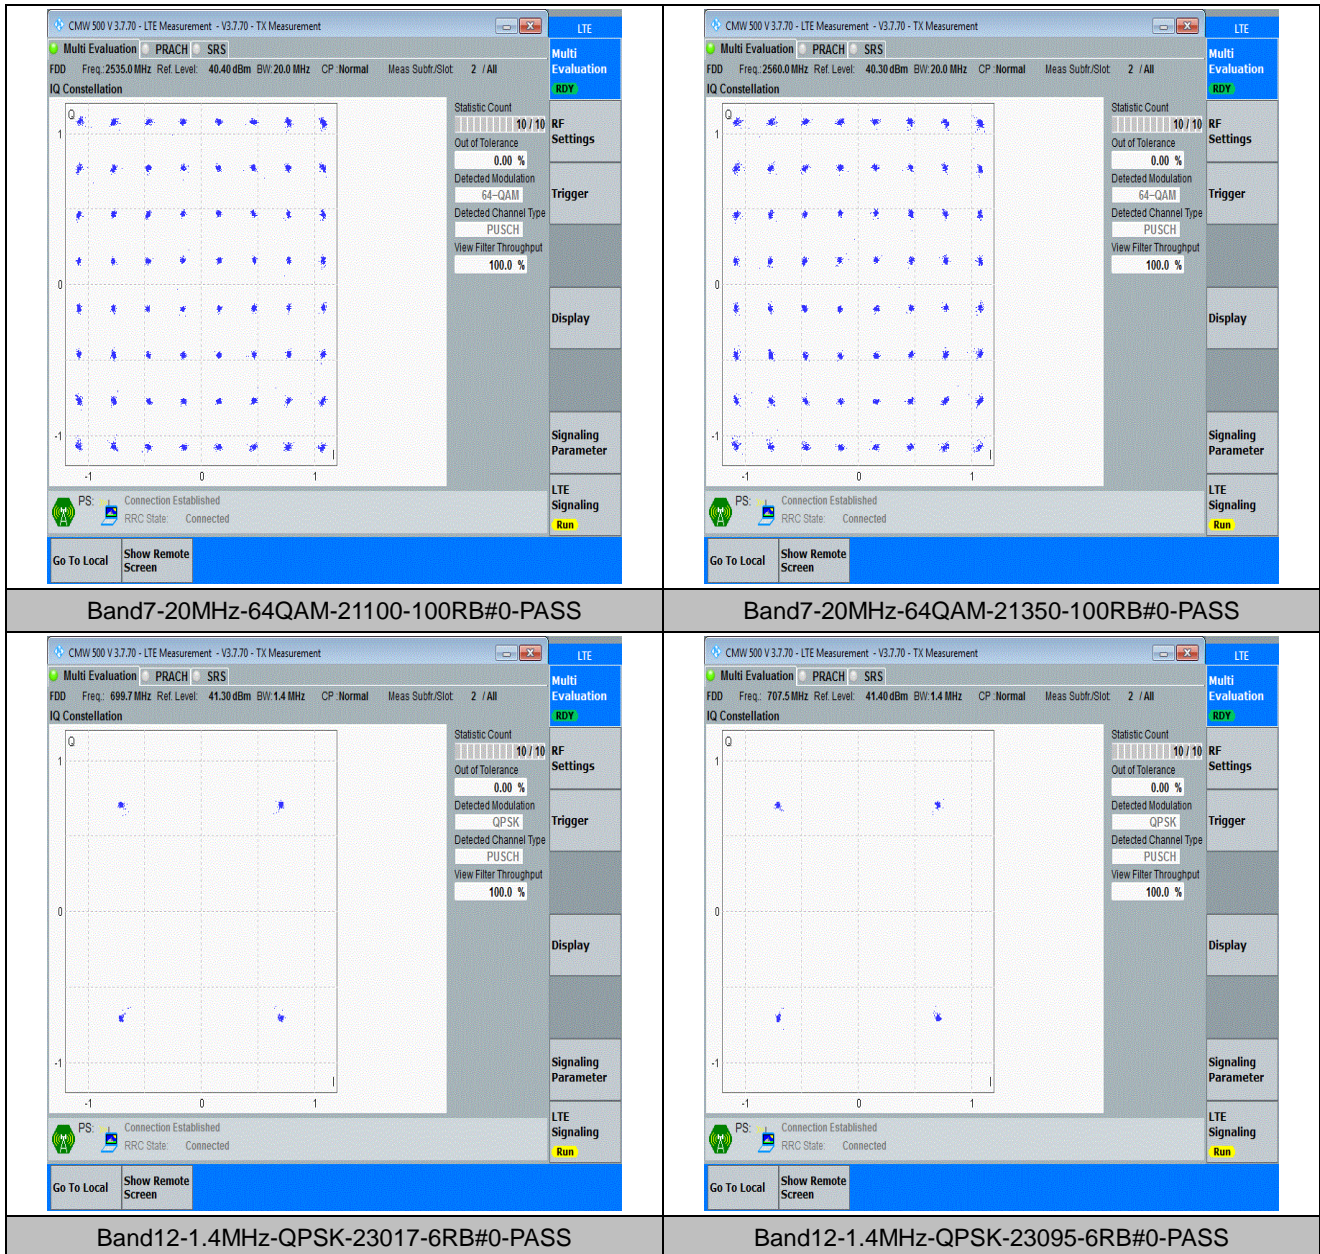 CMW 500 V 3.7.70 - LTE Measurement - V3.7.70 - TX Measurement
LTE
Multi Evaluation PRACH SRS
Multi Evaluation
RDY
FDD Freq.: 2535.0 MHz Ref. Level: 40.40 dBm BW: 20.0 MHz CP : Normal Meas Subfr./Slot: 2 / All
IQ Constellation
Q
1
0
-1
-1 0 1
I
Statistic Count
10 / 10
Out of Tolerance
0.00 %
Detected Modulation
64-QAM
Detected Channel Type
PUSCH
View Filter Throughput
100.0 %
RF Settings
Trigger
Display
Signaling Parameter
LTE Signaling
Run
PS: Connection Established
RRC State: Connected
Go To Local
Show Remote Screen
CMW 500 V 3.7.70 - LTE Measurement - V3.7.70 - TX Measurement
LTE
Multi Evaluation PRACH SRS
Multi Evaluation
RDY
FDD Freq.: 2560.0 MHz Ref. Level: 40.30 dBm BW: 20.0 MHz CP : Normal Meas Subfr./Slot: 2 / All
IQ Constellation
Q
1
0
-1
-1 0 1
I
Statistic Count
10 / 10
Out of Tolerance
0.00 %
Detected Modulation
64-QAM
Detected Channel Type
PUSCH
View Filter Throughput
100.0 %
RF Settings
Trigger
Display
Signaling Parameter
LTE Signaling
Run
PS: Connection Established
RRC State: Connected
Go To Local
Show Remote Screen
Band7-20MHz-64QAM-21100-100RB#0-PASS
Band7-20MHz-64QAM-21350-100RB#0-PASS
CMW 500 V 3.7.70 - LTE Measurement - V3.7.70 - TX Measurement
LTE
Multi Evaluation PRACH SRS
Multi Evaluation
RDY
FDD Freq.: 699.7 MHz Ref. Level: 41.30 dBm BW: 1.4 MHz CP : Normal Meas Subfr./Slot: 2 / All
IQ Constellation
Q
1
0
-1
-1 0 1
I
Statistic Count
10 / 10
Out of Tolerance
0.00 %
Detected Modulation
QPSK
Detected Channel Type
PUSCH
View Filter Throughput
100.0 %
RF Settings
Trigger
Display
Signaling Parameter
LTE Signaling
Run
PS: Connection Established
RRC State: Connected
Go To Local
Show Remote Screen
CMW 500 V 3.7.70 - LTE Measurement - V3.7.70 - TX Measurement
LTE
Multi Evaluation PRACH SRS
Multi Evaluation
RDY
FDD Freq.: 707.5 MHz Ref. Level: 41.40 dBm BW: 1.4 MHz CP : Normal Meas Subfr./Slot: 2 / All
IQ Constellation
Q
1
0
-1
-1 0 1
I
Statistic Count
10 / 10
Out of Tolerance
0.00 %
Detected Modulation
QPSK
Detected Channel Type
PUSCH
View Filter Throughput
100.0 %
RF Settings
Trigger
Display
Signaling Parameter
LTE Signaling
Run
PS: Connection Established
RRC State: Connected
Go To Local
Show Remote Screen
Band12-1.4MHz-QPSK-23017-6RB#0-PASS
Band12-1.4MHz-QPSK-23095-6RB#0-PASS